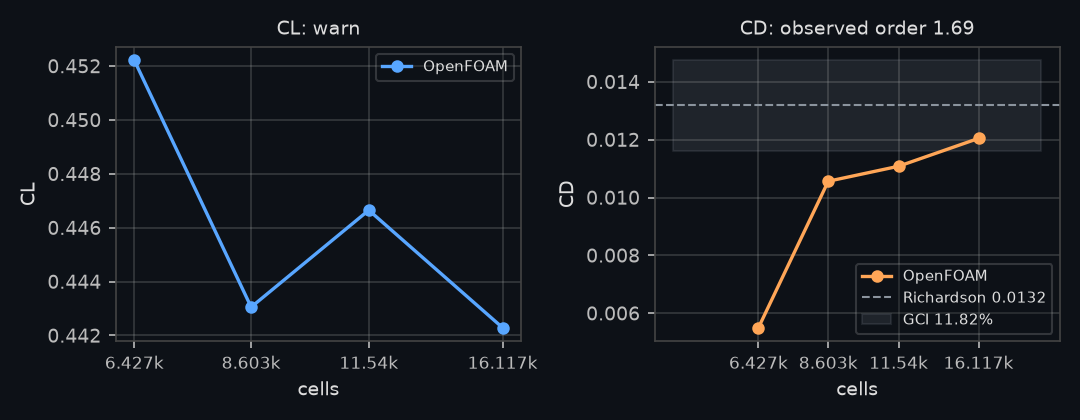 CL: warn
OpenFOAM
0.452
0.450
0.448
0.446
0.444
0.442
CL
6.427k 8.603k 11.54k 16.117k
cells
CD: observed order 1.69
0.014
0.012
0.010
0.008
0.006
CD
OpenFOAM
Richardson 0.0132
GCI 11.82%
6.427k 8.603k 11.54k 16.117k
cells